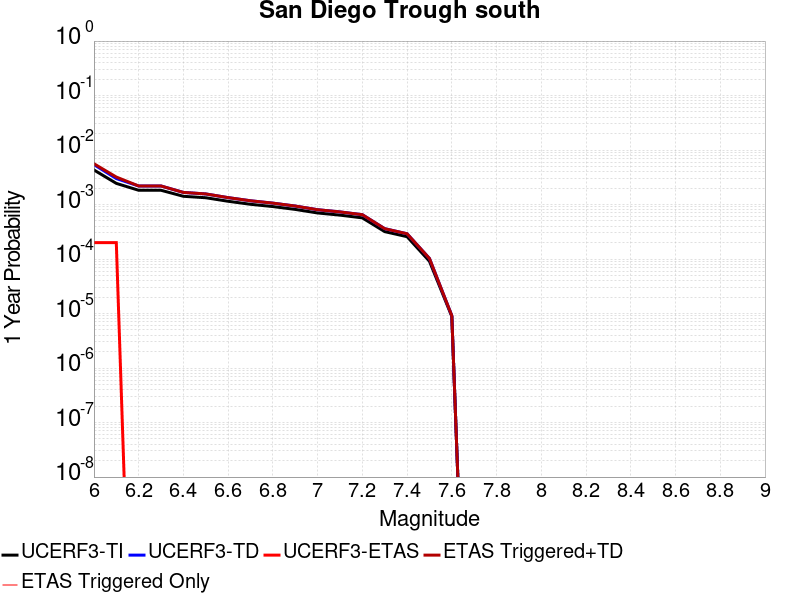 San Diego Trough south
10^0
10^-1
10^-2
10^-3
10^-4
10^-5
10^-6
10^-7
10^-8
1 Year Probability
6 6.2 6.4 6.6 6.8 7 7.2 7.4 7.6 7.8 8 8.2 8.4 8.6 8.8 9
Magnitude
UCERF3-TI UCERF3-TD UCERF3-ETAS ETAS Triggered+TD
ETAS Triggered Only